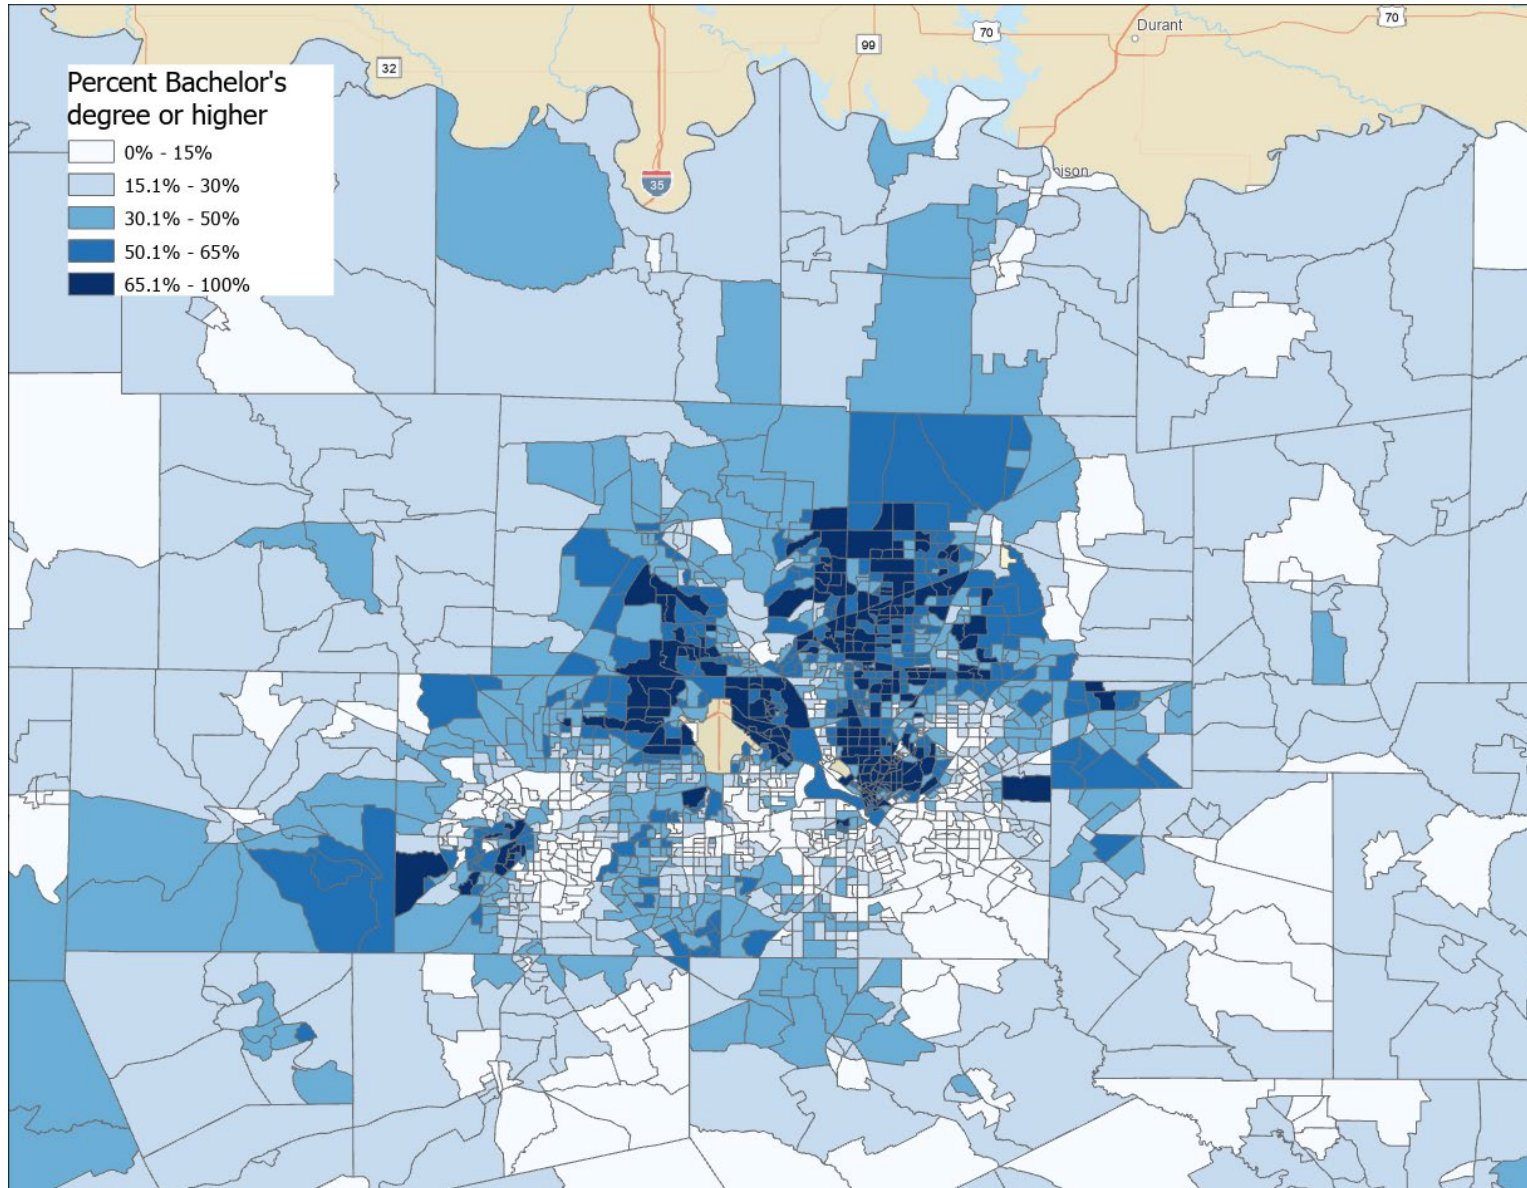 Durant
70
70
99
32
Percent Bachelor's
degree or higher
0% - 15%
15.1% - 30%
30.1% - 50%
50.1% - 65%
65.1% - 100%
35
nison